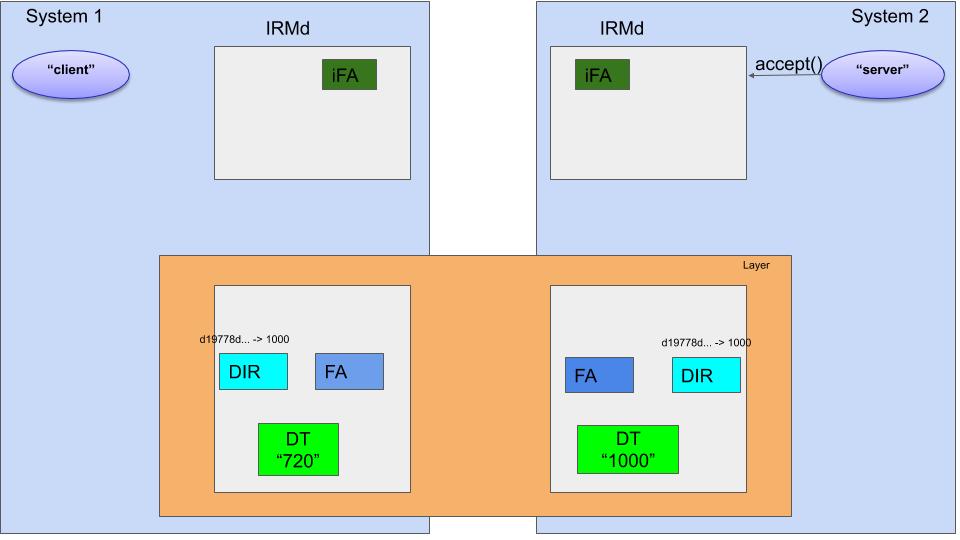 System 1
IRMd
IRMd
System 2
“client”
iFA
iFA
accept()
“server”
Layer
d19778d... -> 1000
d19778d... -> 1000
DIR
FA
FA
DIR
DT
“720”
DT
“1000”